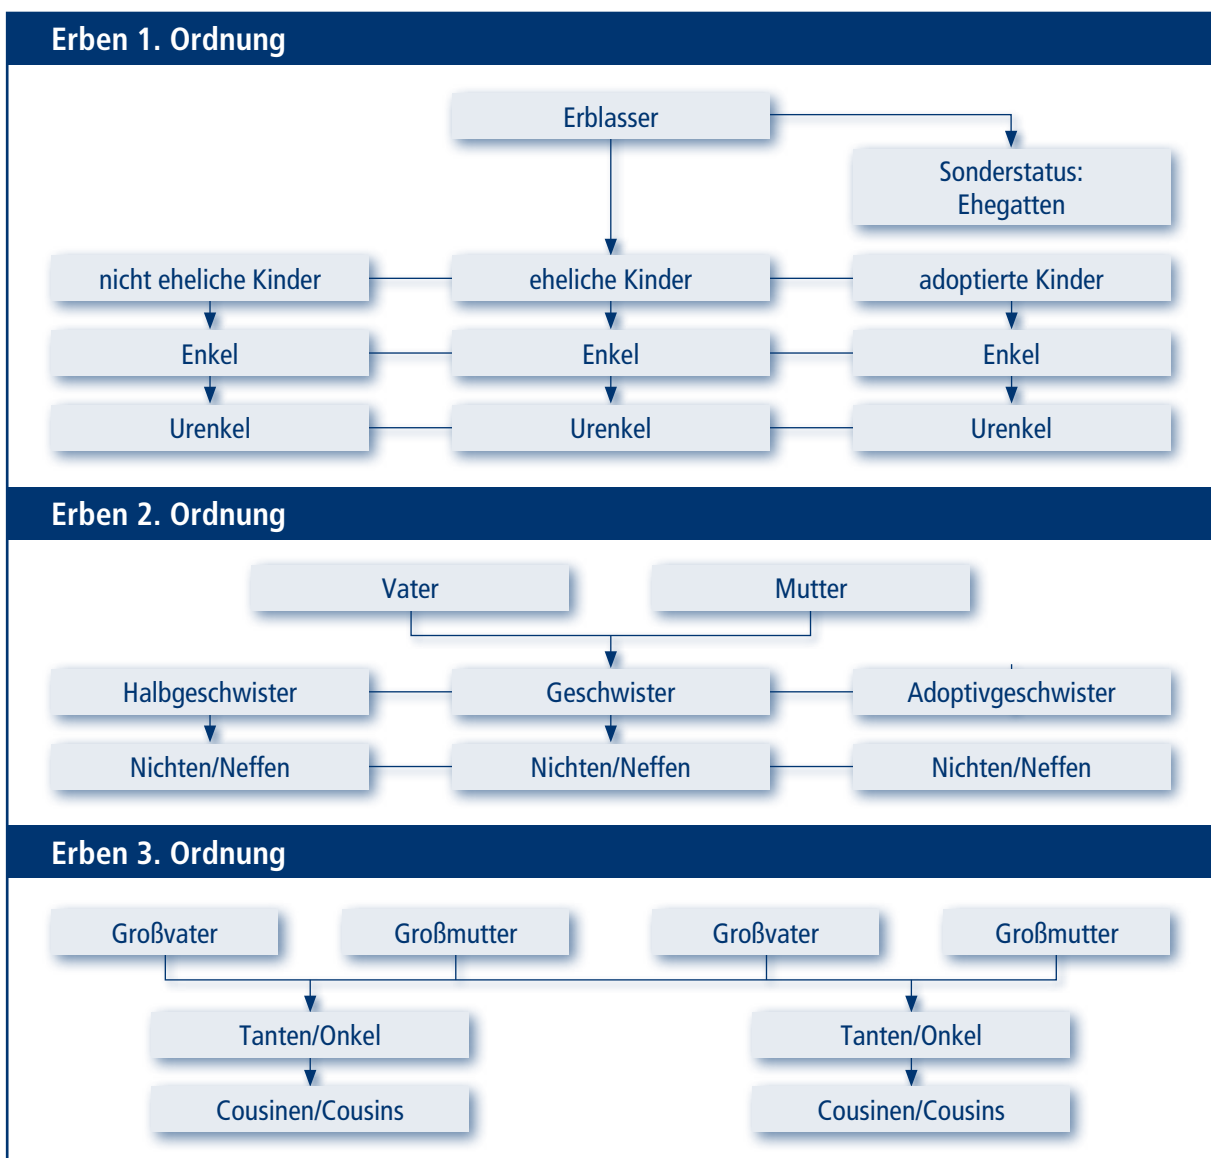 Erben 1. Ordnung
Erblasser
Sonderstatus:
Ehegatten
nicht eheliche Kinder
eheliche Kinder
adoptierte Kinder
Enkel
Enkel
Enkel
Urenkel
Urenkel
Urenkel
Erben 2. Ordnung
Vater
Mutter
Halbgeschwister
Geschwister
Adoptivgeschwister
Nichten/Neffen
Nichten/Neffen
Nichten/Neffen
Erben 3. Ordnung
Großvater
Großmutter
Großvater
Großmutter
Tanten/Onkel
Tanten/Onkel
Cousinen/Cousins
Cousinen/Cousins